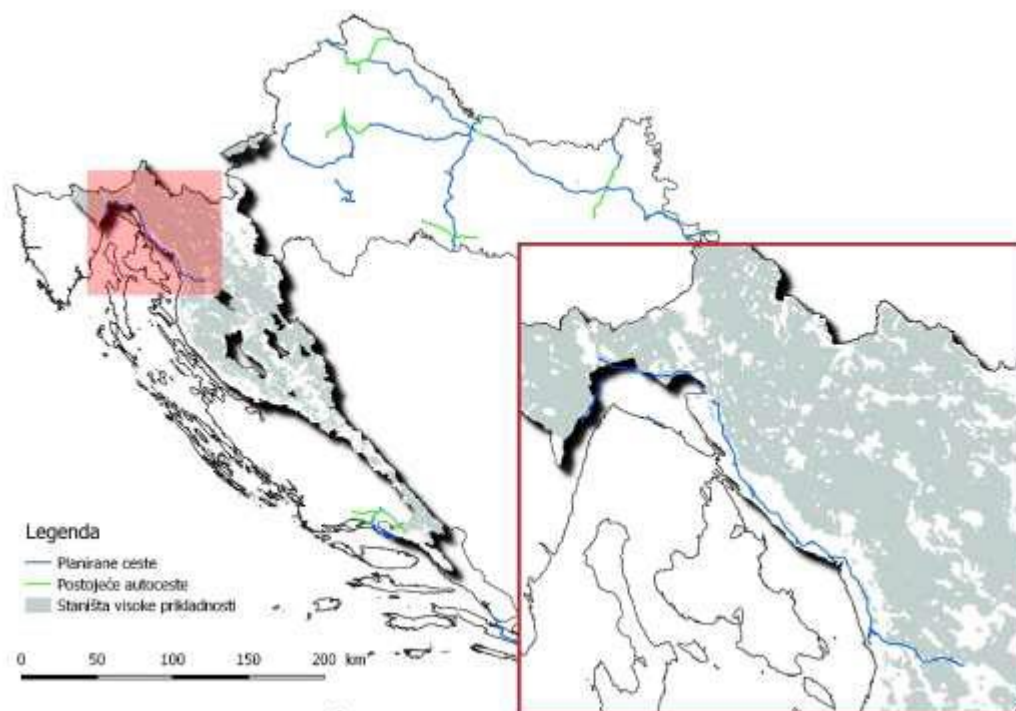 Legenda
Planirane ceste
Postojeće autoceste
Staništa visoke prikladnosti
0 50 100 150 200 km